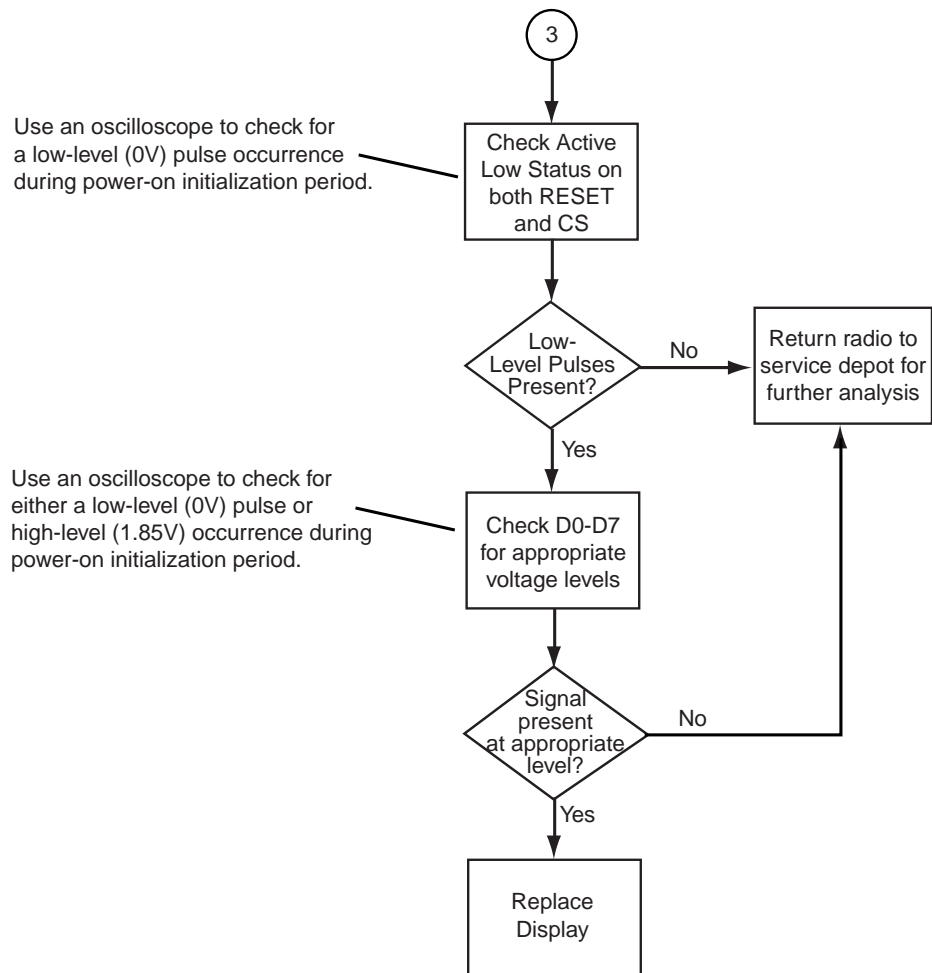 3
Use an oscilloscope to check for
a low-level (0V) pulse occurrence
during power-on initialization period.
Check Active
Low Status on
both RESET
and CS
Low-
Level Pulses
Present?
No
Return radio to
service depot for
further analysis
Yes
Use an oscilloscope to check for
either a low-level (0V) pulse or
high-level (1.85V) occurrence during
power-on initialization period.
Check D0-D7
for appropriate
voltage levels
Signal
present
at appropriate
level?
No
Yes
Replace
Display